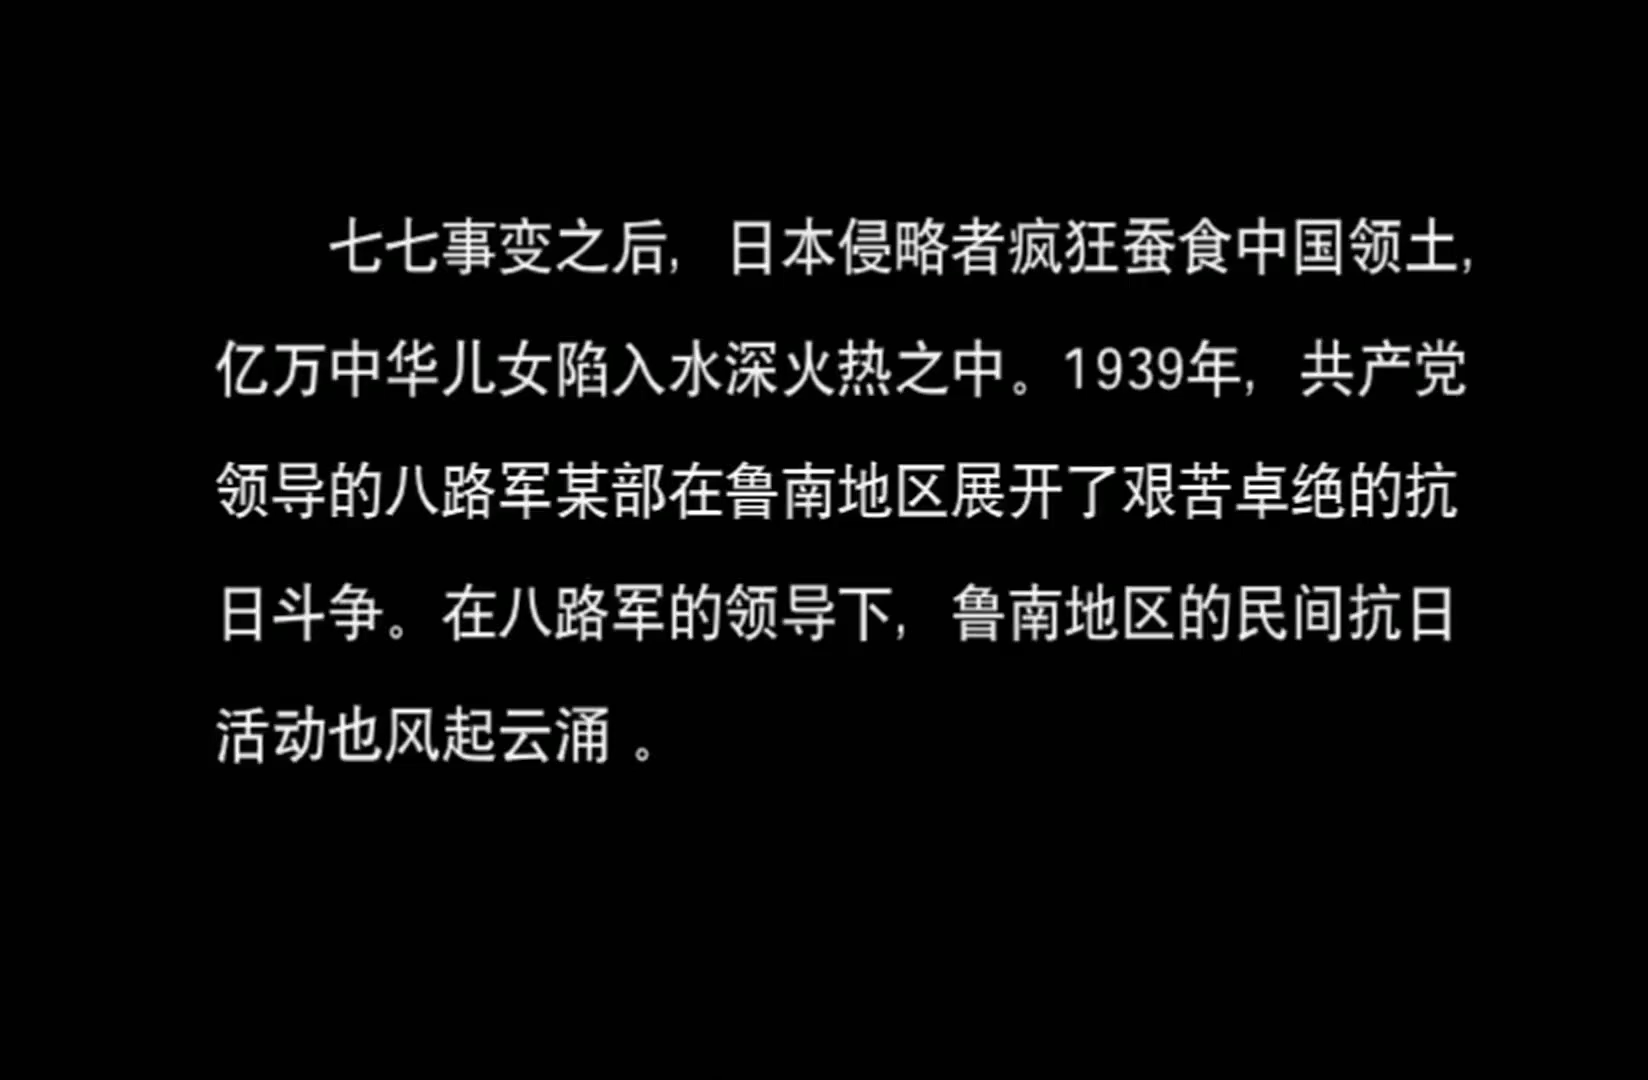 七七事变之后，日本侵略者疯狂蚕食中国领土，
亿万中华儿女陷入水深火热之中。1939年，共产党
领导的八路军某部在鲁南地区展开了艰苦卓绝的抗
日斗争。在八路军的领导下，鲁南地区的民间抗日
活动也风起云涌 。